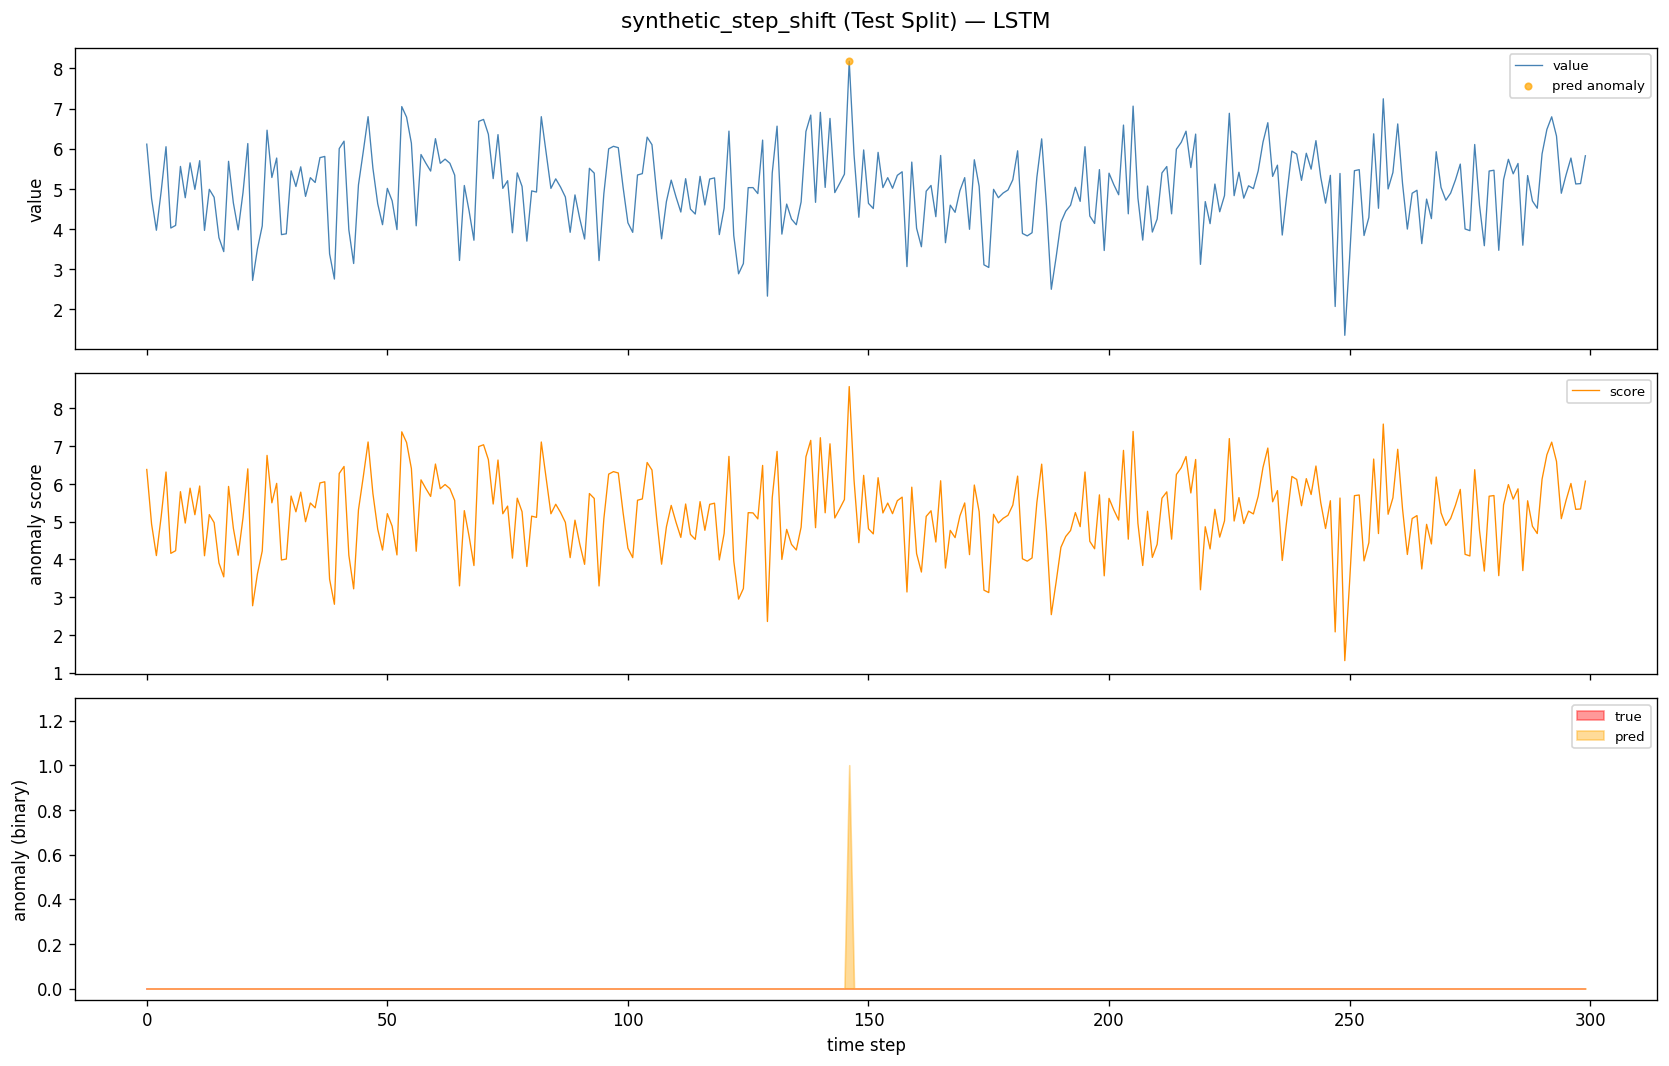 synthetic_step_shift (Test Split) — LSTM
value
pred anomaly
8
7
6
5
4
3
2
value
score
8
7
6
5
4
3
2
1
anomaly score
true
pred
1.2
1.0
0.8
0.6
0.4
0.2
0.0
anomaly (binary)
0 50 100 150 200 250 300
time step